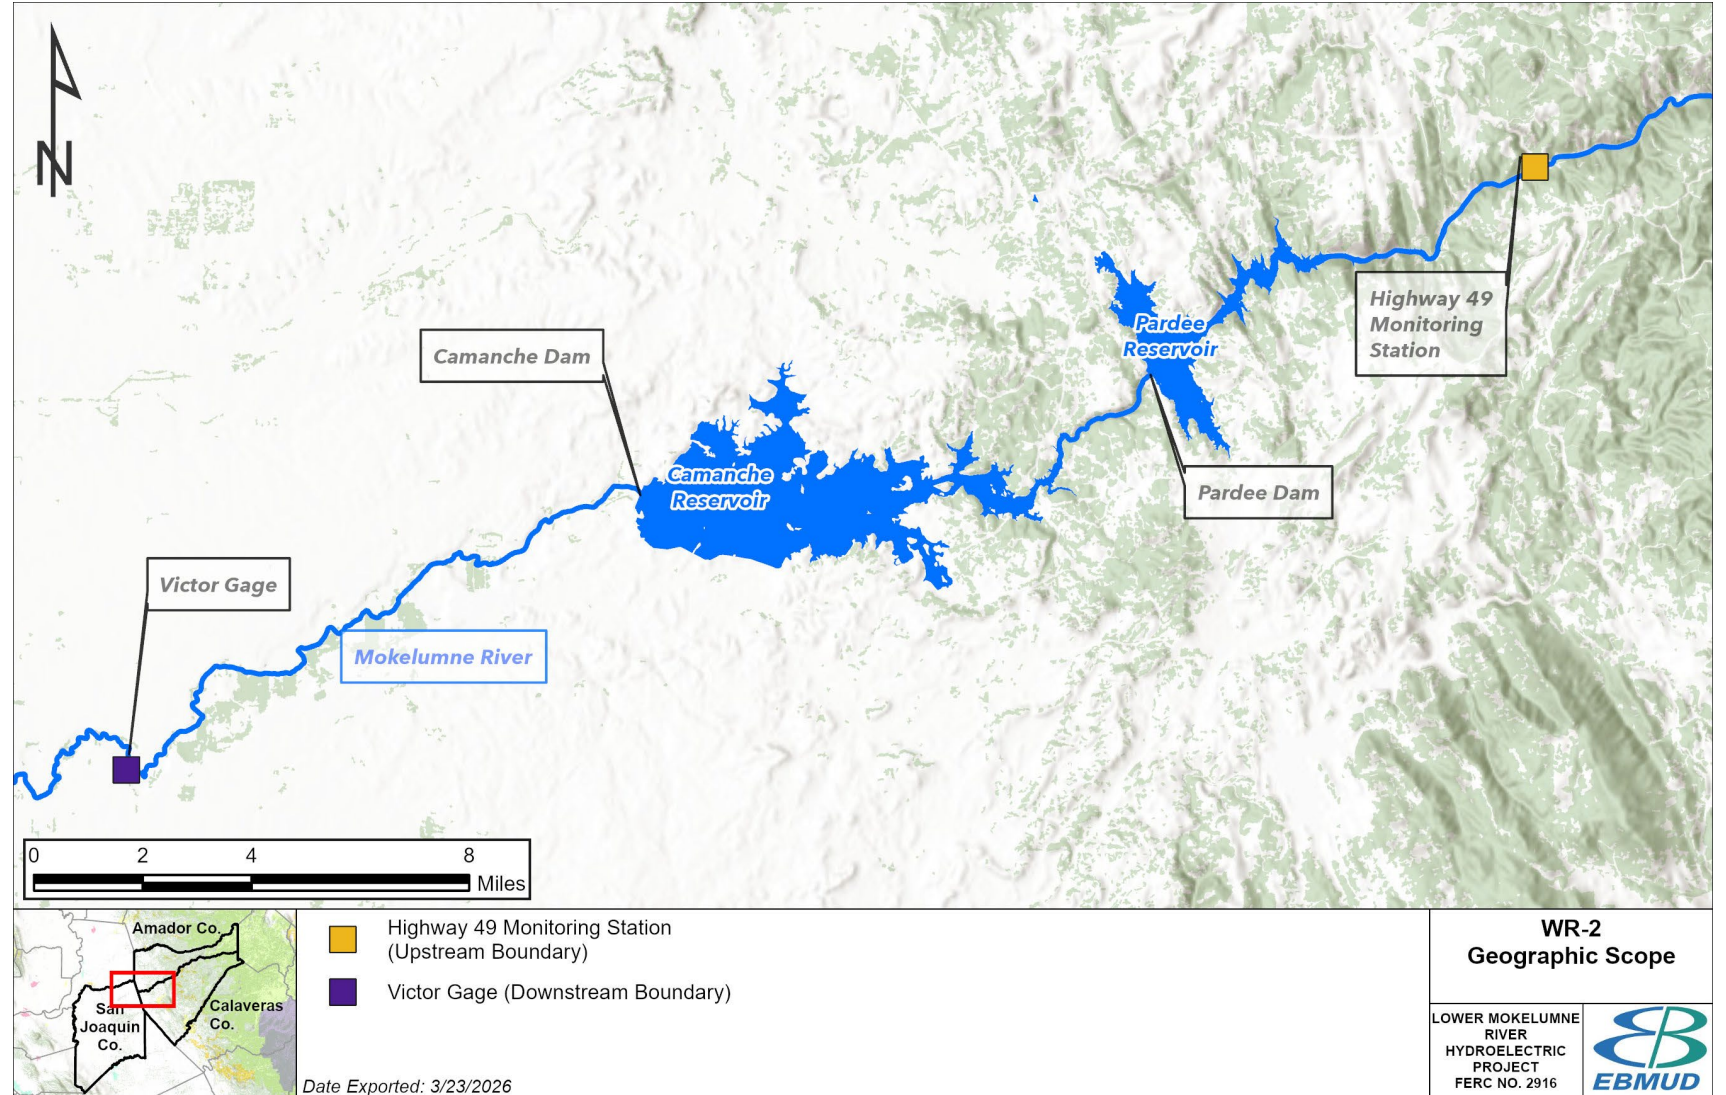 N
Highway 49
Monitoring
Station
Pardee
Reservoir
Camanche Dam
Camanche
Reservoir
Pardee Dam
Victor Gage
Mokelumne River
0 2 4 8
Miles
Amador Co.
San
Joaquin
Co.
Calaveras
Co.
Highway 49 Monitoring Station
(Upstream Boundary)
Victor Gage (Downstream Boundary)
Date Exported: 3/23/2026
WR-2
Geographic Scope
LOWER MOKELUMNE
RIVER
HYDROELECTRIC
PROJECT
FERC NO. 2916
EBMUD